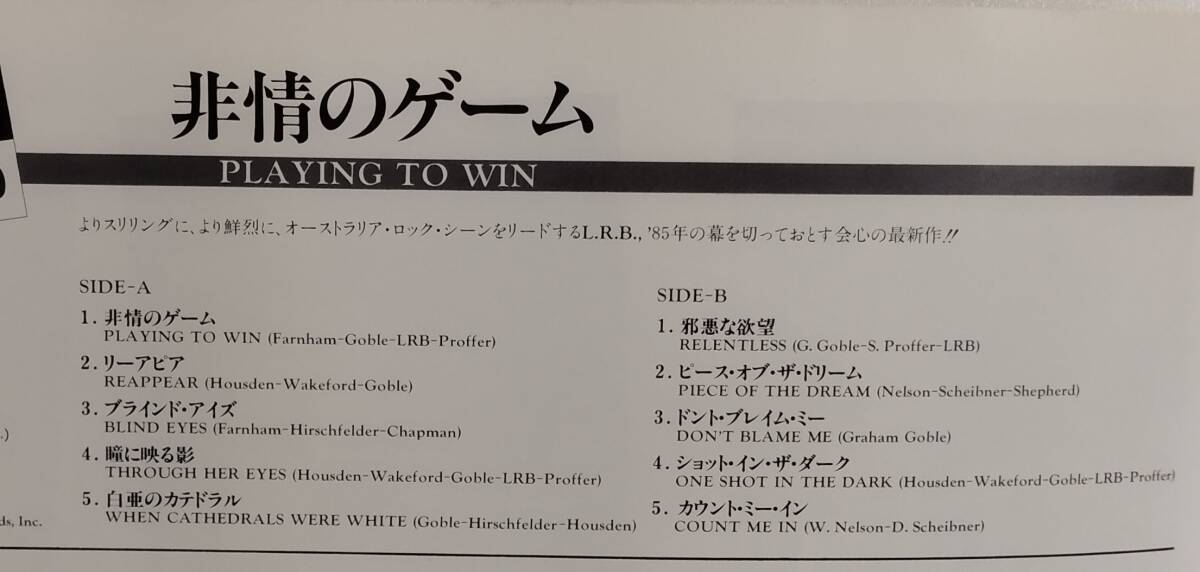 非情のゲーム
PLAYING TO WIN
よりスリリングに、より鮮烈に、オーストラリア・ロック・シーンをリードするL.R.B.,'85年の幕を切っておとす会心の最新作!!
SIDE-A
1. 非情のゲーム
PLAYING TO WIN (Farnham-Goble-LRB-Proffer)
2. リーアピア
REAPPEAR (Housden-Wakeford-Goble)
3. ブラインド・アイズ
BLIND EYES (Farnham-Hirschfelder-Chapman)
4. 瞳に映る影
THROUGH HER EYES (Housden-Wakeford-Goble-LRB-Proffer)
5. 白亜のカテドラル
WHEN CATHEDRALS WERE WHITE (Goble-Hirschfelder-Housden)
SIDE-B
1. 邪悪な欲望
RELENTLESS (G. Goble-S. Proffer-LRB)
2. ピース・オブ・ザ・ドリーム
PIECE OF THE DREAM (Nelson-Scheibner-Shepherd)
3. ドント・ブレイム・ミー
DON'T BLAME ME (Graham Goble)
4. ショット・イン・ザ・ダーク
ONE SHOT IN THE DARK (Housden-Wakeford-Goble-LRB-Proffer)
5. カウント・ミー・イン
COUNT ME IN (W. Nelson-D. Scheibner)
.)
ds, Inc.